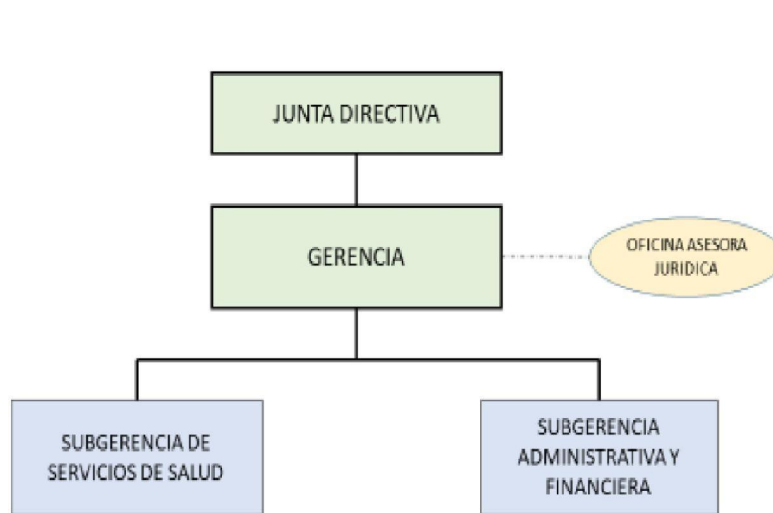 JUNTA DIRECTIVA
GERENCIA
OFICINA ASESORA
JURIDICA
SUBGERENCIA DE
SERVICIOS DE SALUD
SUBGERENCIA
ADMINISTRATIVA Y
FINANCIERA